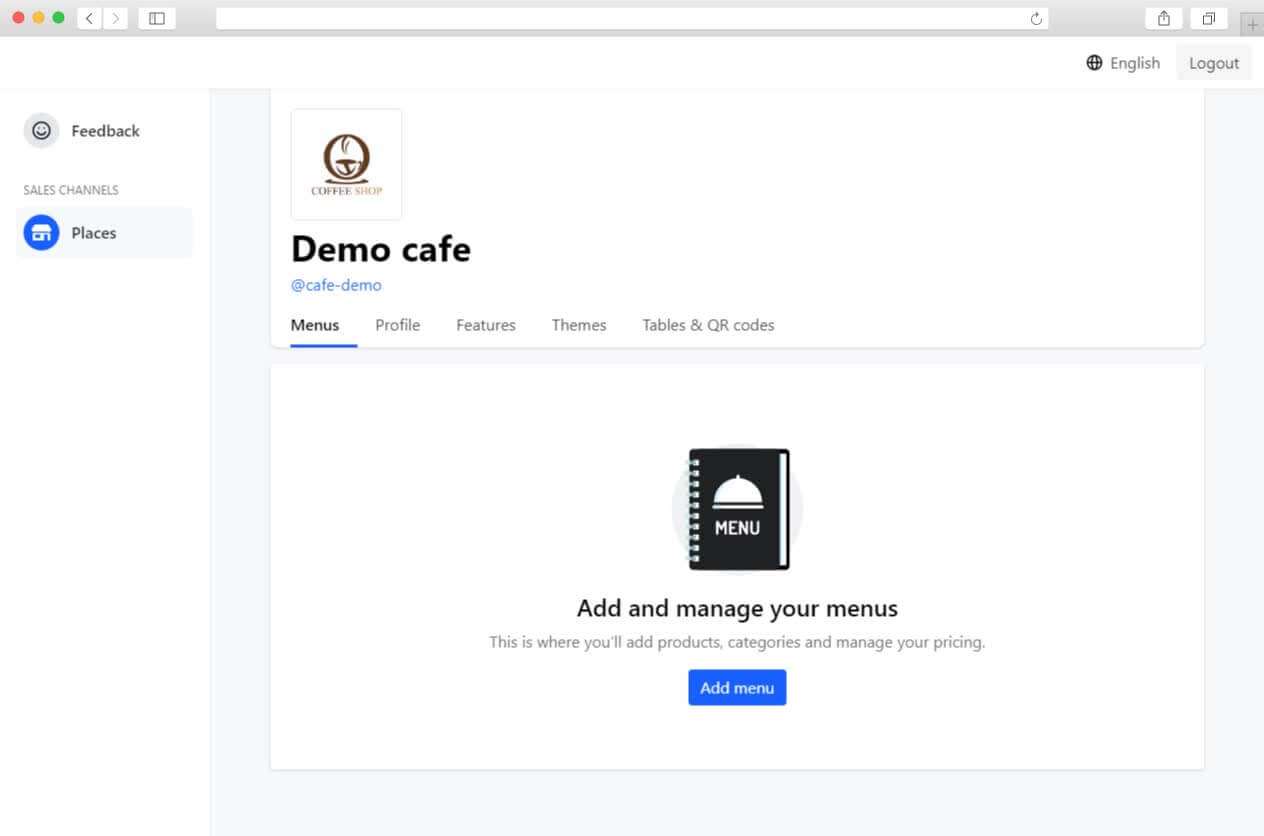 English
Logout
Feedback
SALES CHANNELS
Places
COFFEE SHOP
Demo cafe
@cafe-demo
Menus
Profile
Features
Themes
Tables & QR codes
MENU
Add and manage your menus
This is where you'll add products, categories and manage your pricing.
Add menu